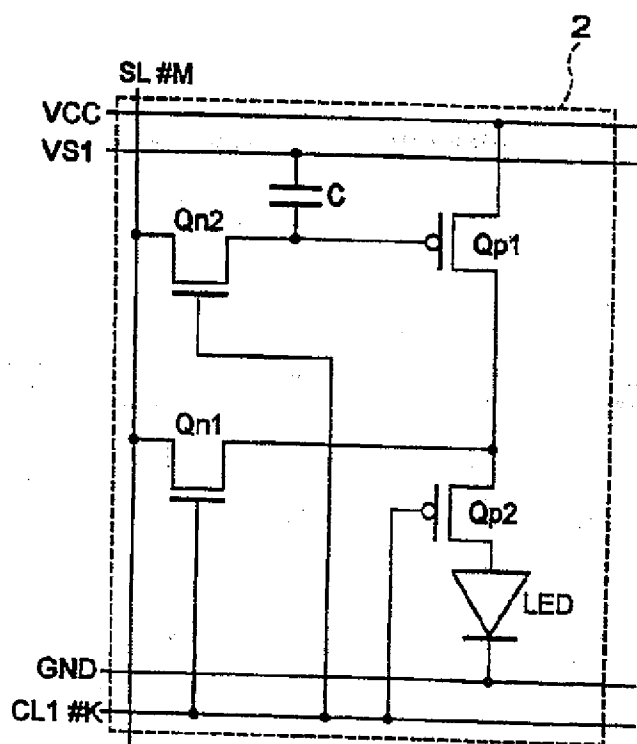 2
SL #M
VCC
VS1
C
Qn2
Qp1
Qn1
Qp2
LED
GND
CL1 #K